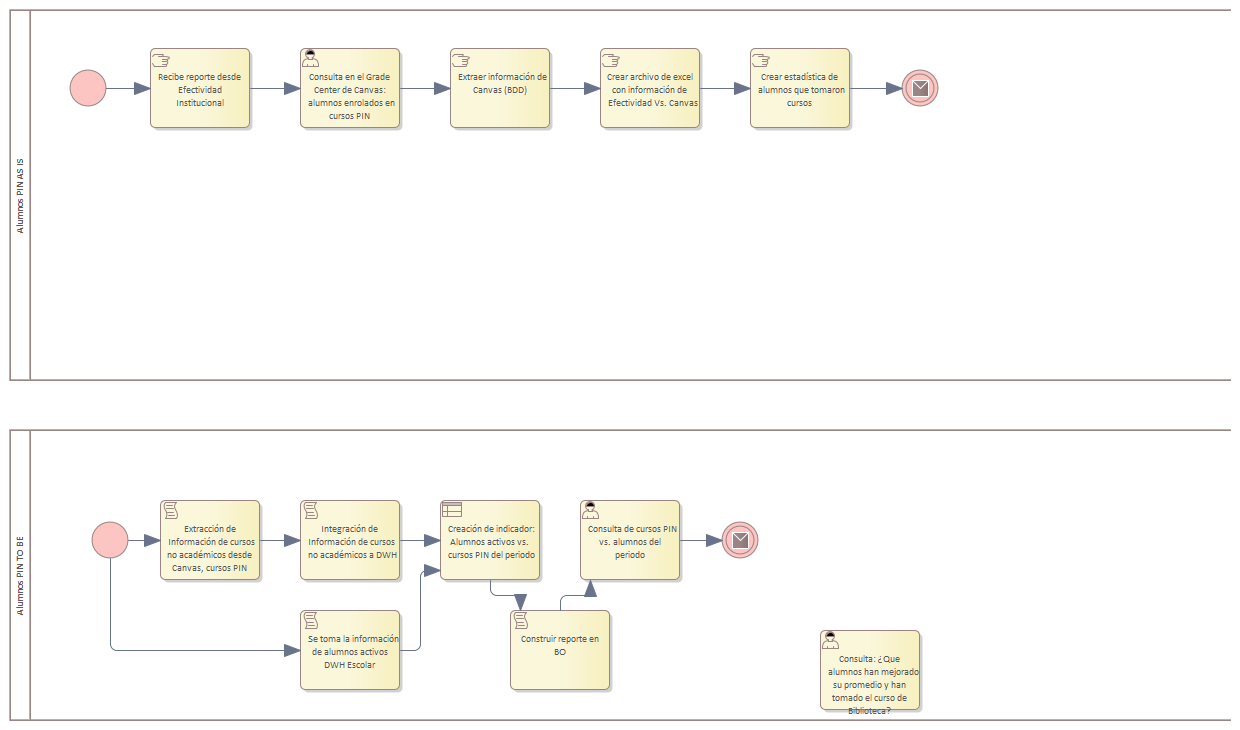 Alumnos PIN AS IS
Recibe reporte desde
Efectividad
Institucional
Consulta en el Grade
Center de Canvas:
alumnos enrolados en
cursos PIN
Extraer información de
Canvas (BDD)
Crear archivo de excel
con información de
Efectividad Vs. Canvas
Crear estadística de
alumnos que tomaron
cursos
Alumnos PIN TO BE
Extracción de
Información de cursos
no académicos desde
Canvas, cursos PIN
Integración de
Información de cursos
no académicos a DWH
Creación de indicador:
Alumnos activos vs.
cursos PIN del periodo
Consulta de cursos PIN
vs. alumnos del
periodo
Se toma la información
de alumnos activos
DWH Escolar
Construir reporte en
BO
Consulta: ¿Que
alumnos han mejorado
su promedio y han
tomado el curso de
Biblioteca?